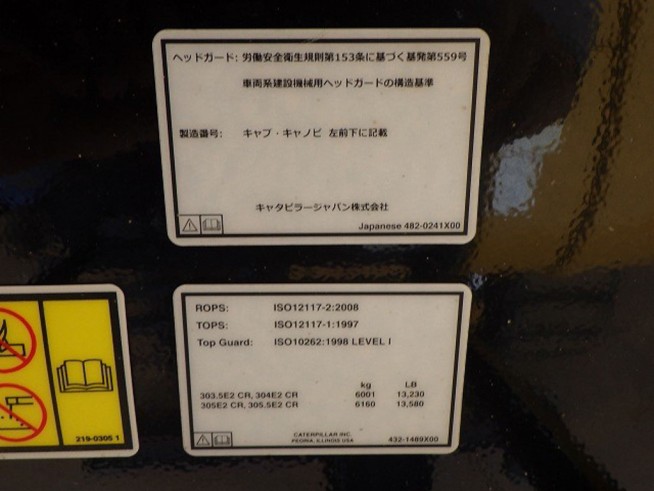 ヘッドガード: 労働安全衛生規則第153条に基づく基発第559号
車両系建設機械用ヘッドガードの構造基準
製造番号: キャブ・キャノピ 左前下に記載
キャタピラージャパン株式会社
Japanese 482-0241X00
ROPS: ISO12117-2:2008
TOPS: ISO12117-1:1997
Top Guard: ISO10262:1998 LEVEL I
kg LB
303.5E2 CR, 304E2 CR 6001 13,230
305E2 CR, 305.5E2 CR 6160 13,580
CATERPILLAR INC.
PEORIA, ILLINOIS USA
432-1489X00
219-0305 1